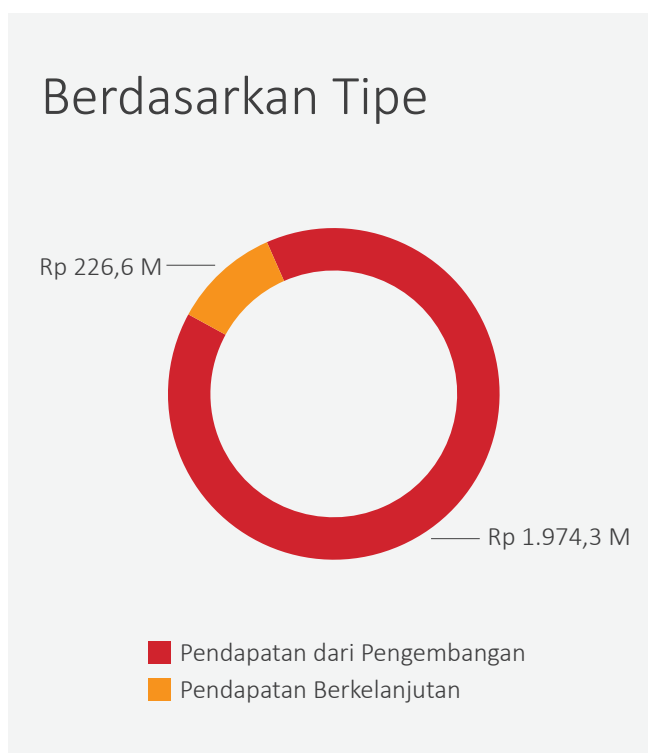 Berdasarkan Tipe
Rp 226,6 M
Rp 1.974,3 M
Pendapatan dari Pengembangan
Pendapatan Berkelanjutan